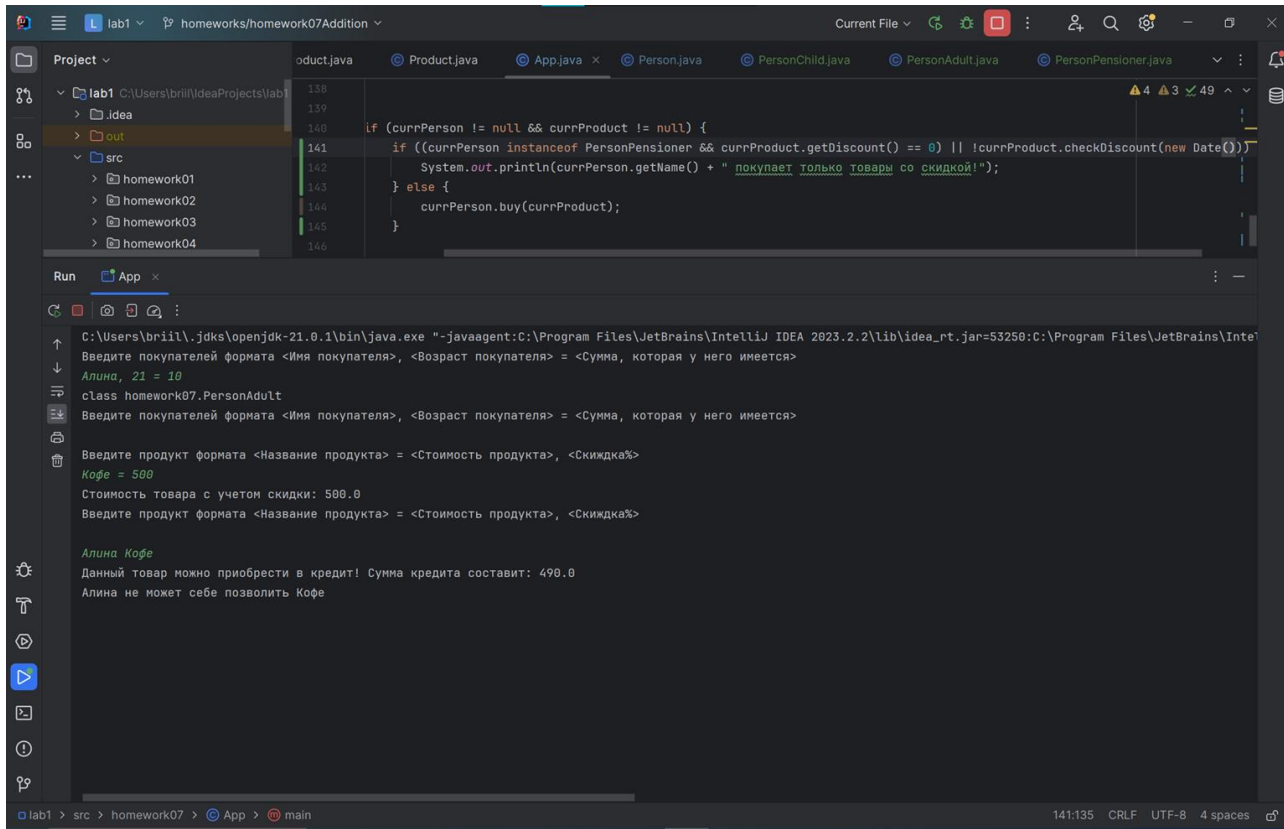 lab1 homeworks/homework07Addition Current File
Project
oduct.java Product.java App.java Person.java PersonChild.java PersonAdult.java PersonPensioner.java
lab1 C:\Users\briil\IdeaProjects\lab1
.idea
out
src
homework01
homework02
homework03
homework04
4 3 49
138
139
140 if (currPerson != null && currProduct != null) {
141 if ((currPerson instanceof PersonPensioner && currProduct.getDiscount() == 0) || !currProduct.checkDiscount(new Date()))
142 System.out.println(currPerson.getName() + " покупает только товары со скидкой!");
143 } else {
144 currPerson.buy(currProduct);
145 }
146
Run App
C:\Users\briil\.jdks\openjdk-21.0.1\bin\java.exe "-javaagent:C:\Program Files\JetBrains\IntelliJ IDEA 2023.2.2\lib\idea_rt.jar=53250:C:\Program Files\JetBrains\Intel
Введите покупателей формата <Имя покупателя>, <Возраст покупателя> = <Сумма, которая у него имеется>
Алина, 21 = 10
class homework07.PersonAdult
Введите покупателей формата <Имя покупателя>, <Возраст покупателя> = <Сумма, которая у него имеется>
Введите продукт формата <Название продукта> = <Стоимость продукта>, <Скиждка%>
Кофе = 500
Стоимость товара с учетом скидки: 500.0
Введите продукт формата <Название продукта> = <Стоимость продукта>, <Скиждка%>
Алина Кофе
Данный товар можно приобрести в кредит! Сумма кредита составит: 490.0
Алина не может себе позволить Кофе
lab1 > src > homework07 > App > main 141:135 CRLF UTF-8 4 spaces